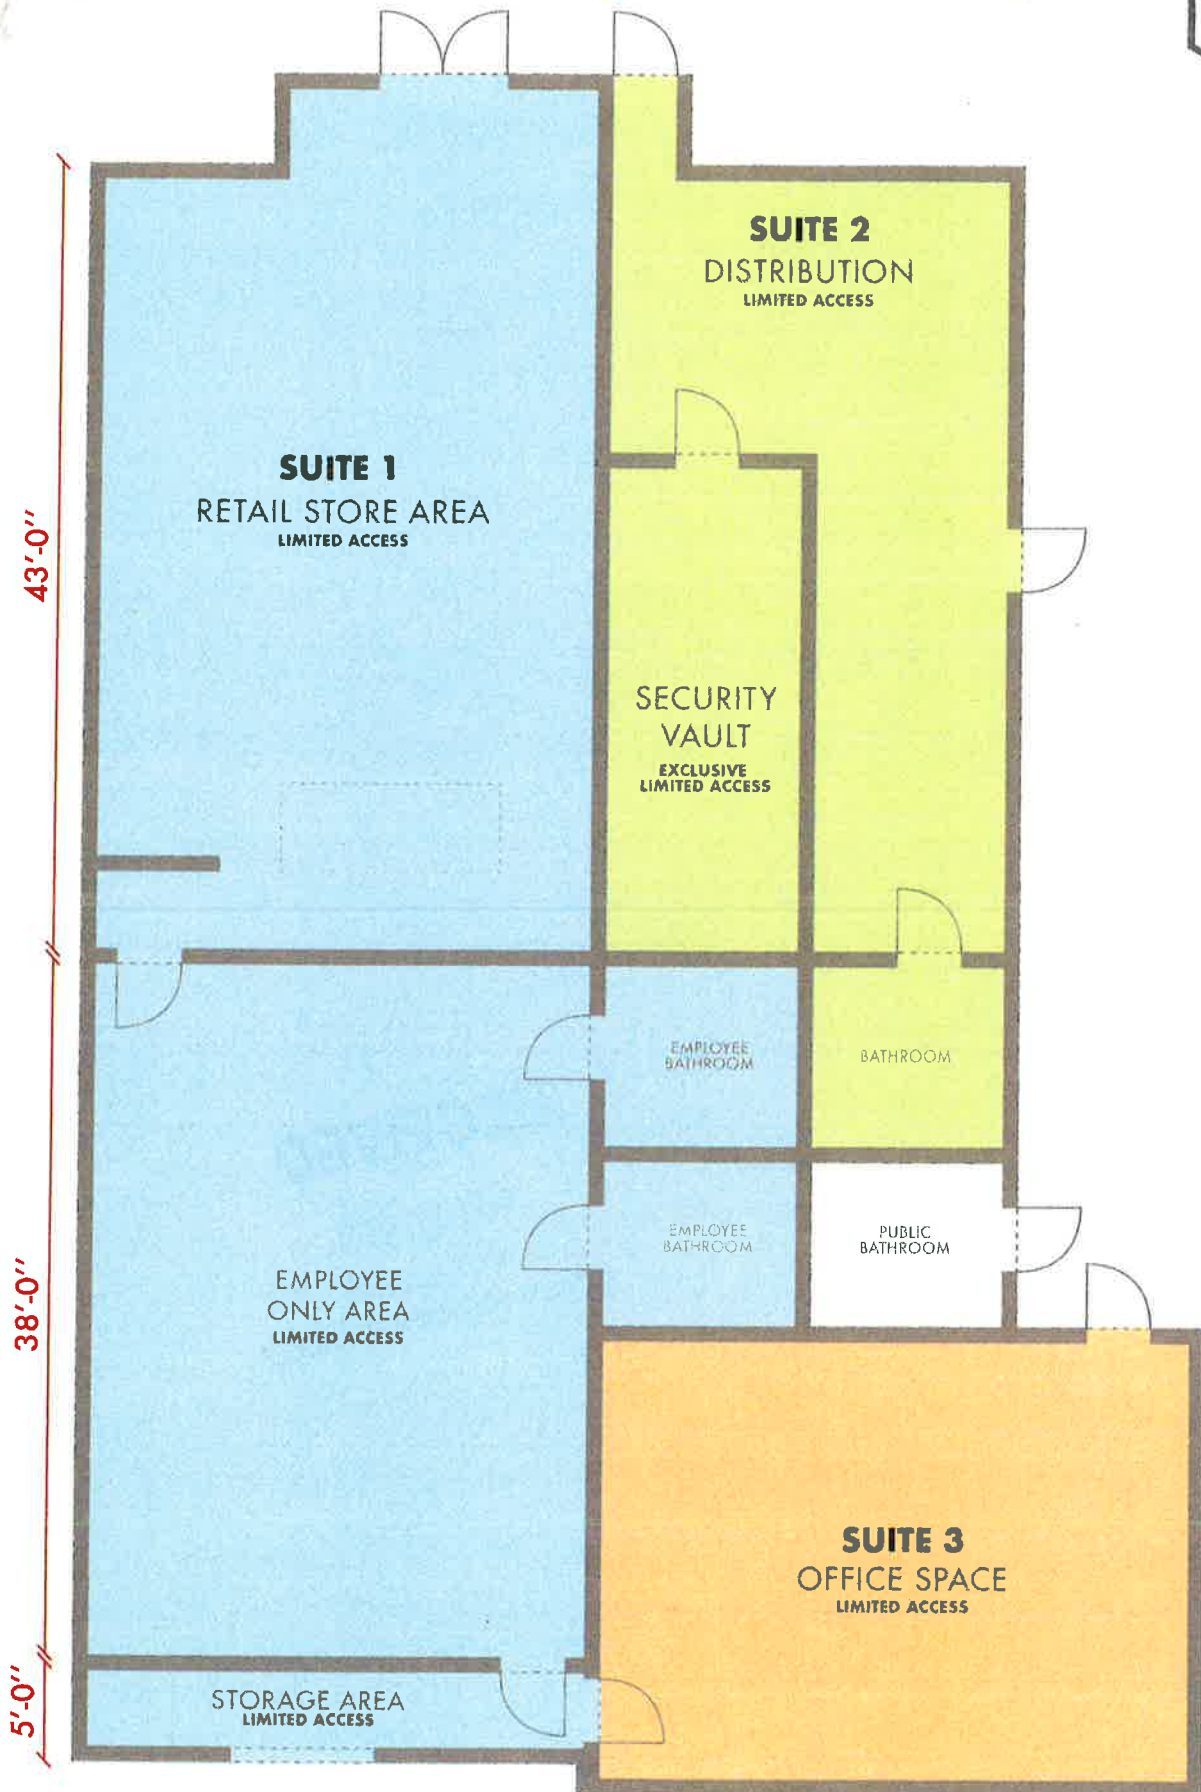 SUITE 2
DISTRIBUTION
LIMITED ACCESS
SUITE 1
RETAIL STORE AREA
LIMITED ACCESS
43'-0''
SECURITY
VAULT
EXCLUSIVE
LIMITED ACCESS
EMPLOYEE
BATHROOM
BATHROOM
EMPLOYEE
BATHROOM
PUBLIC
BATHROOM
EMPLOYEE
ONLY AREA
LIMITED ACCESS
38'-0''
SUITE 3
OFFICE SPACE
LIMITED ACCESS
STORAGE AREA
LIMITED ACCESS
5'-0''